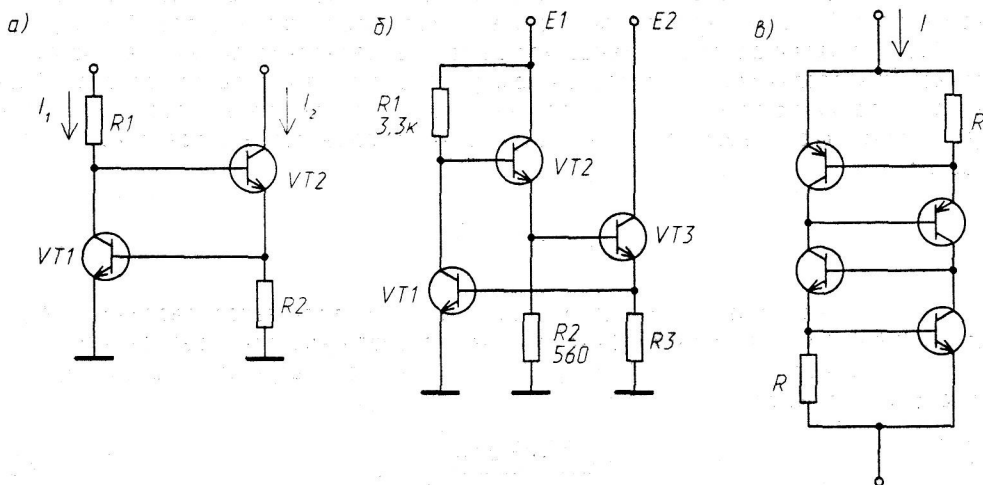 а)
I₁
R1
I₂
VT2
VT1
R2
б)
E1
E2
R1
3,3к
VT2
VT3
VT1
R2
560
R3
в)
I
R
R